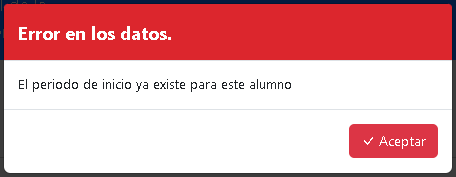 Error en los datos.
El periodo de inicio ya existe para este alumno
Aceptar